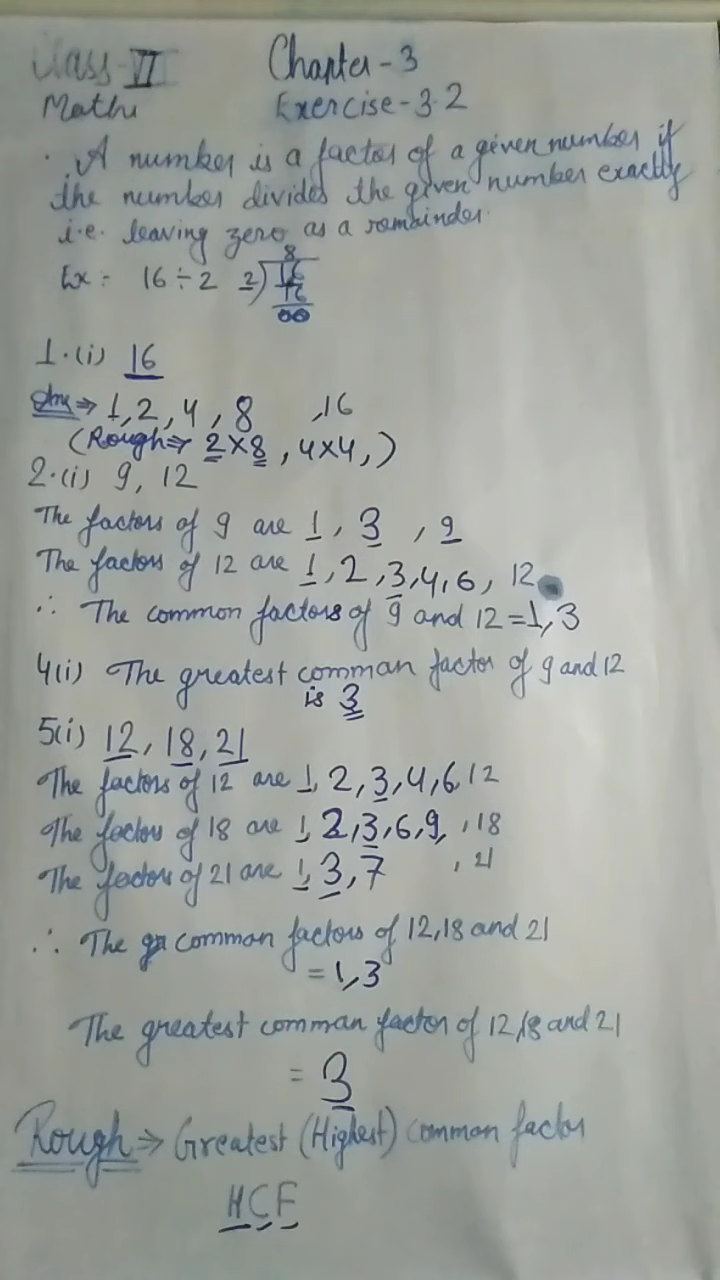 Class-VI Chapter-3
Maths Exercise-3.2
. A number is a factor of a given number if
the number divides the given number exactly
i.e. leaving zero as a remainder.
Ex: 16÷2 2)16
8
16
00
1.(i) 16
Ans⇒ 1,2,4,8 ,16
(Rough⇒ 2×8, 4×4,)
2.(i) 9, 12
The factors of 9 are 1, 3 , 9
The factors of 12 are 1,2,3,4,6, 12
∴ The common factors of 9 and 12=1,3
4(i) The greatest comman factor of 9 and 12
is 3
5(i) 12, 18, 21
The factors of 12 are 1, 2,3,4,6,12
The factors of 18 are 1, 2,3,6,9, ,18
The factors of 21 are 1,3,7 ,21
∴ The common factors of 12,18 and 21
=1,3
The greatest comman factor of 12,18 and 21
= 3
Rough⇒ Greatest (Highest) common factor
HCF